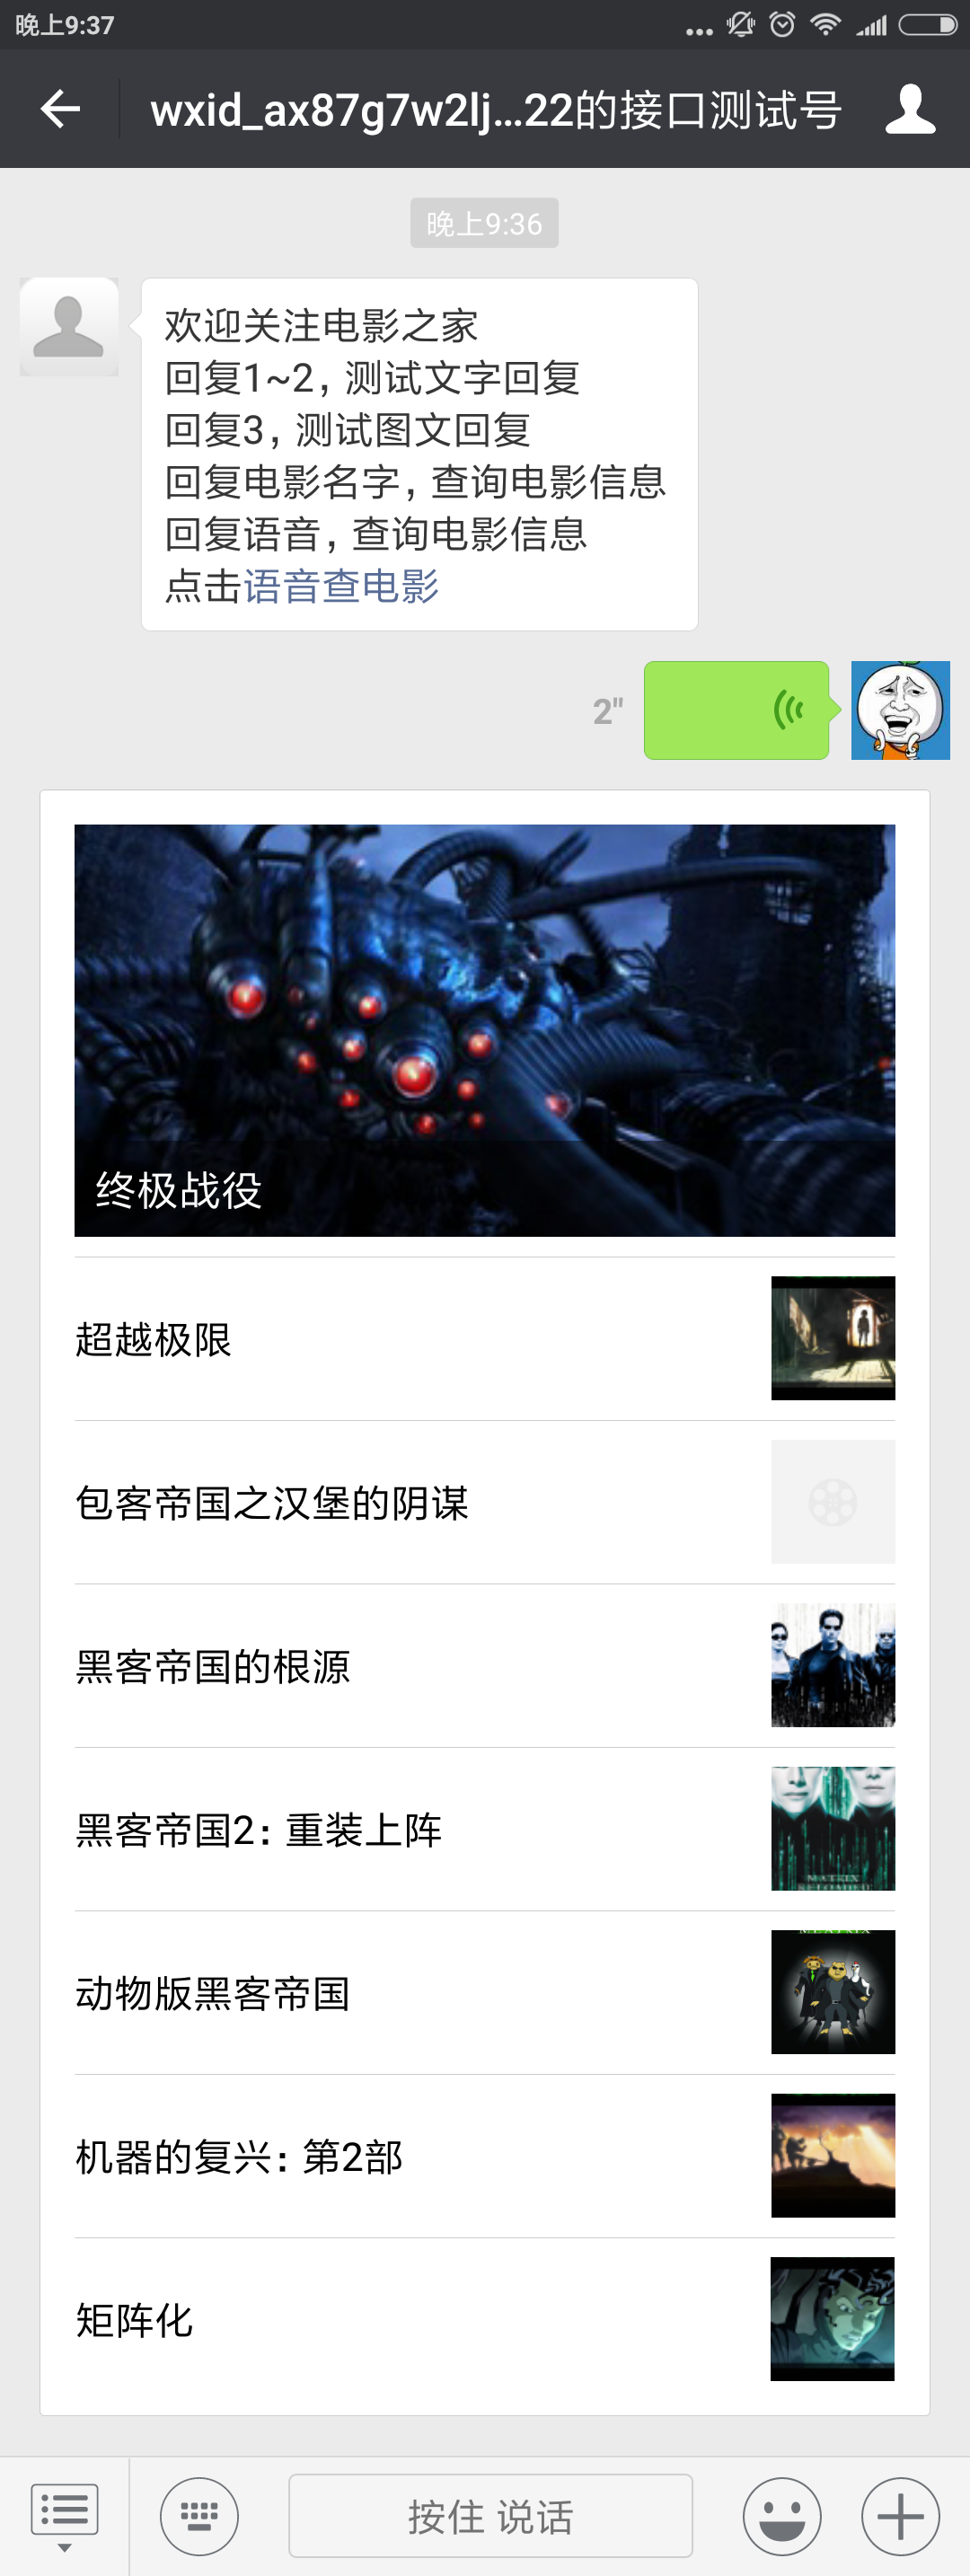 晚上9:37
wxid_ax87g7w2lj...22的接口测试号
晚上9:36
欢迎关注电影之家
回复1~2, 测试文字回复
回复3, 测试图文回复
回复电影名字, 查询电影信息
回复语音, 查询电影信息
点击语音查电影
2"
终极战役
超越极限
包客帝国之汉堡的阴谋
黑客帝国的根源
黑客帝国2: 重装上阵
MATRIX
RELOADED
动物版黑客帝国
机器的复兴: 第2部
矩阵化
按住 说话